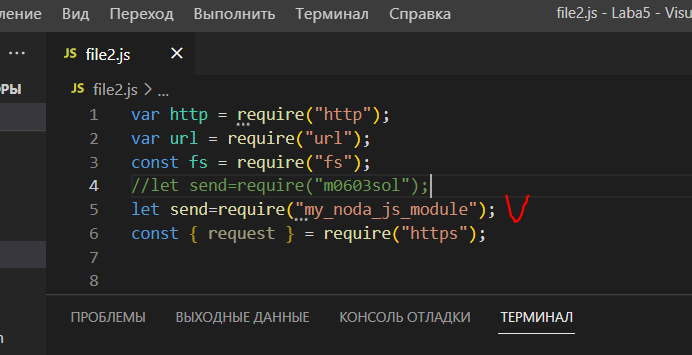 ление Вид Переход Выполнить Терминал Справка file2.js - Laba5 - Visu
JS file2.js ×
ОРЫ
JS file2.js > ...
1 var http = require("http");
2 var url = require("url");
3 const fs = require("fs");
4 //let send=require("m0603sol");
5 let send=require("my_noda_js_module");
6 const { request } = require("https");
7
8
ПРОБЛЕМЫ ВЫХОДНЫЕ ДАННЫЕ КОНСОЛЬ ОТЛАДКИ ТЕРМИНАЛ